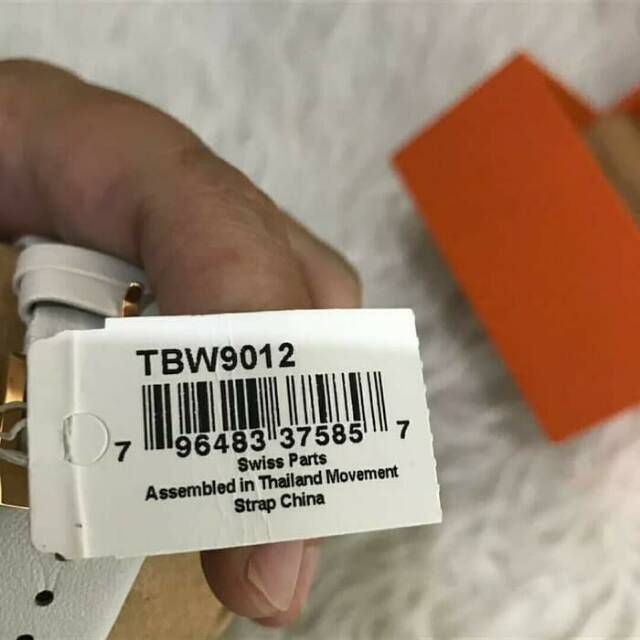 TBW9012
7 96483 37585 7
Swiss Parts
Assembled in Thailand Movement
Strap China